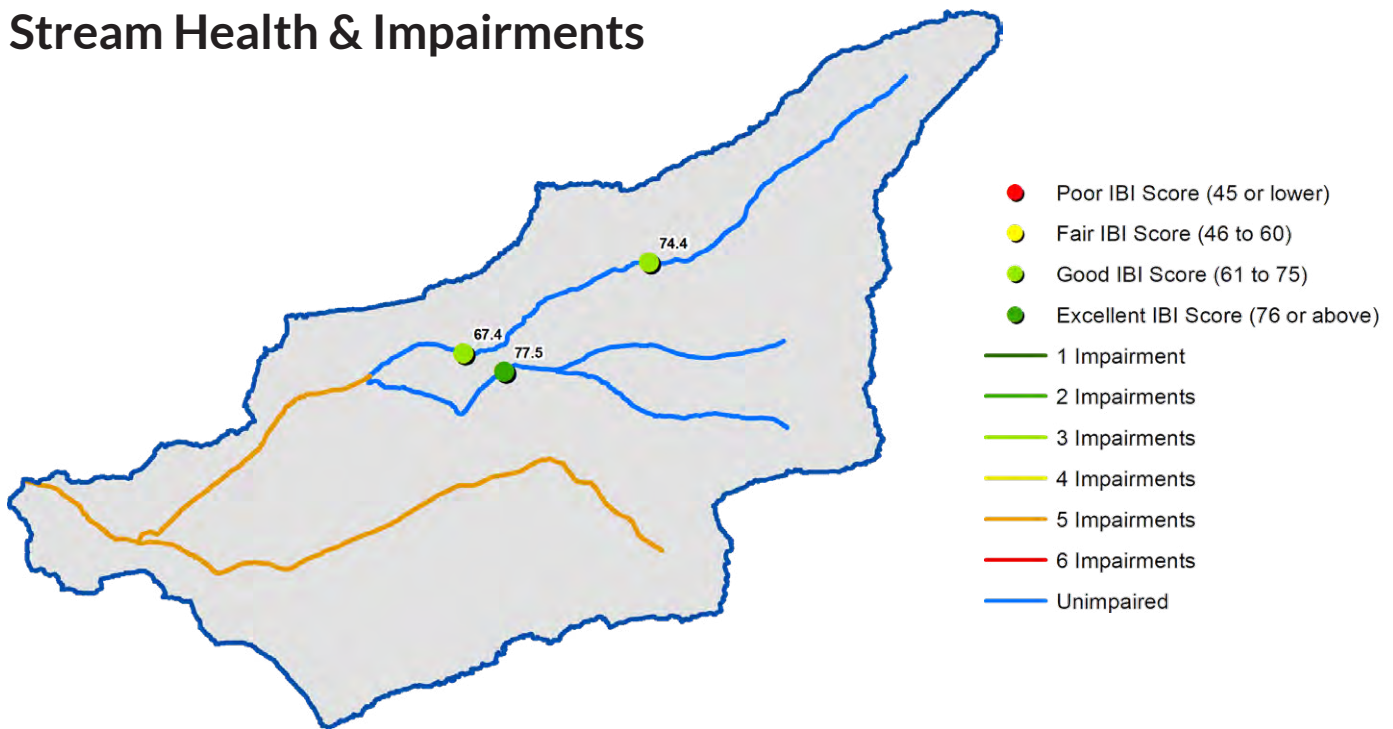 Stream Health & Impairments
74.4
67.4
77.5
Poor IBI Score (45 or lower)
Fair IBI Score (46 to 60)
Good IBI Score (61 to 75)
Excellent IBI Score (76 or above)
1 Impairment
2 Impairments
3 Impairments
4 Impairments
5 Impairments
6 Impairments
Unimpaired